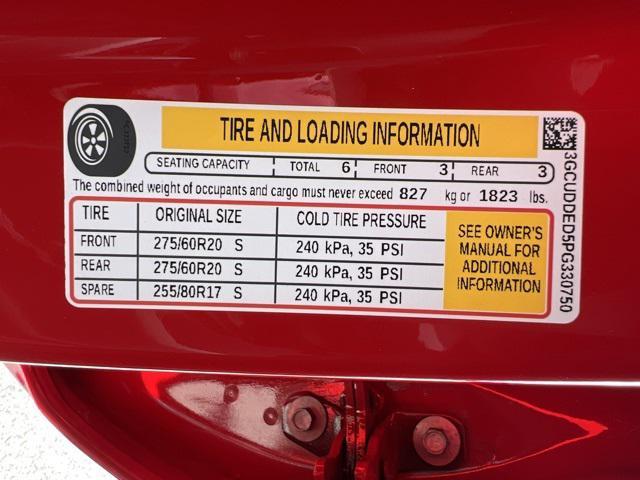 TIRE AND LOADING INFORMATION
SEATING CAPACITY TOTAL 6 FRONT 3 REAR 3
The combined weight of occupants and cargo must never exceed 827 kg or 1823 lbs.
TIRE ORIGINAL SIZE COLD TIRE PRESSURE
FRONT 275/60R20 S 240 kPa, 35 PSI
REAR 275/60R20 S 240 kPa, 35 PSI
SPARE 255/80R17 S 240 kPa, 35 PSI
SEE OWNER'S
MANUAL FOR
ADDITIONAL
INFORMATION
3GCUDDED5PG330750